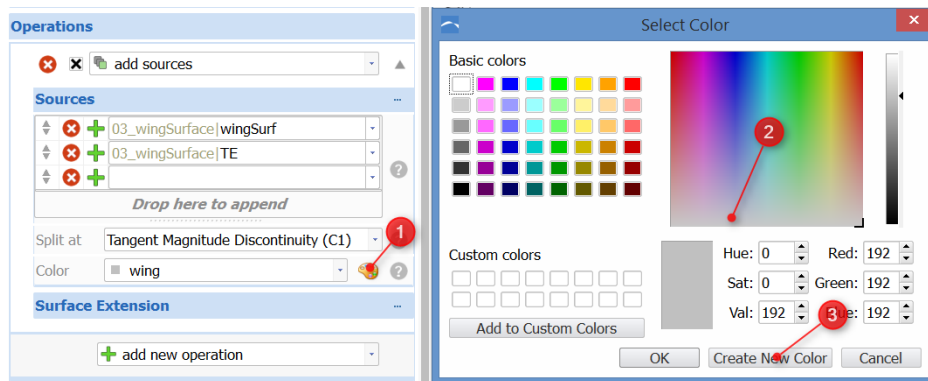 Operations
add sources
Sources
03_wingSurface|wingSurf
03_wingSurface|TE
Drop here to append
Split at Tangent Magnitude Discontinuity (C1)
1
Color wing
Surface Extension
add new operation
Select Color
Basic colors
2
Custom colors
Add to Custom Colors
Hue: 0 Red: 192
Sat: 0 Green: 192
Val: 192 Blue: 192
3
OK Create New Color Cancel